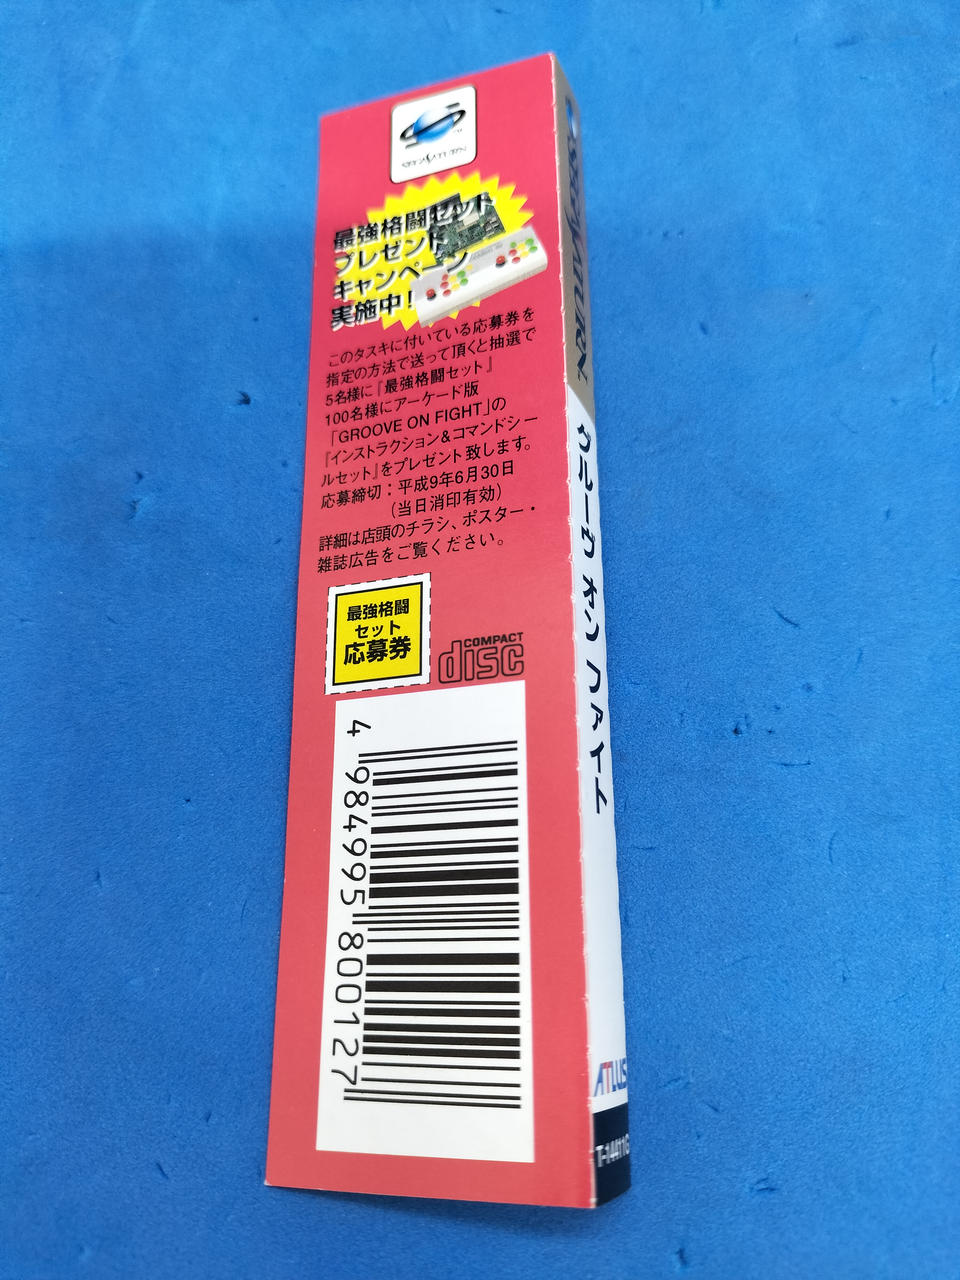 SEGA SATURN
TM
最強格闘セット
プレゼント
キャンペーン
実施中！
このタスキに付いている応募券を
指定の方法で送って頂くと抽選で
5名様に『最強格闘セット』
100名様にアーケード版
「GROOVE ON FIGHT」の
『インストラクション&コマンドシー
ルセット』をプレゼント致します。
応募締切：平成9年6月30日
(当日消印有効)
詳細は店頭のチラシ、ポスター・
雑誌広告をご覧ください。
最強格闘
セット
応募券
COMPACT
disc
4 984995 800127
SEGA SATURN
グルーヴ オン ファイト
ATLUS
T-14411G